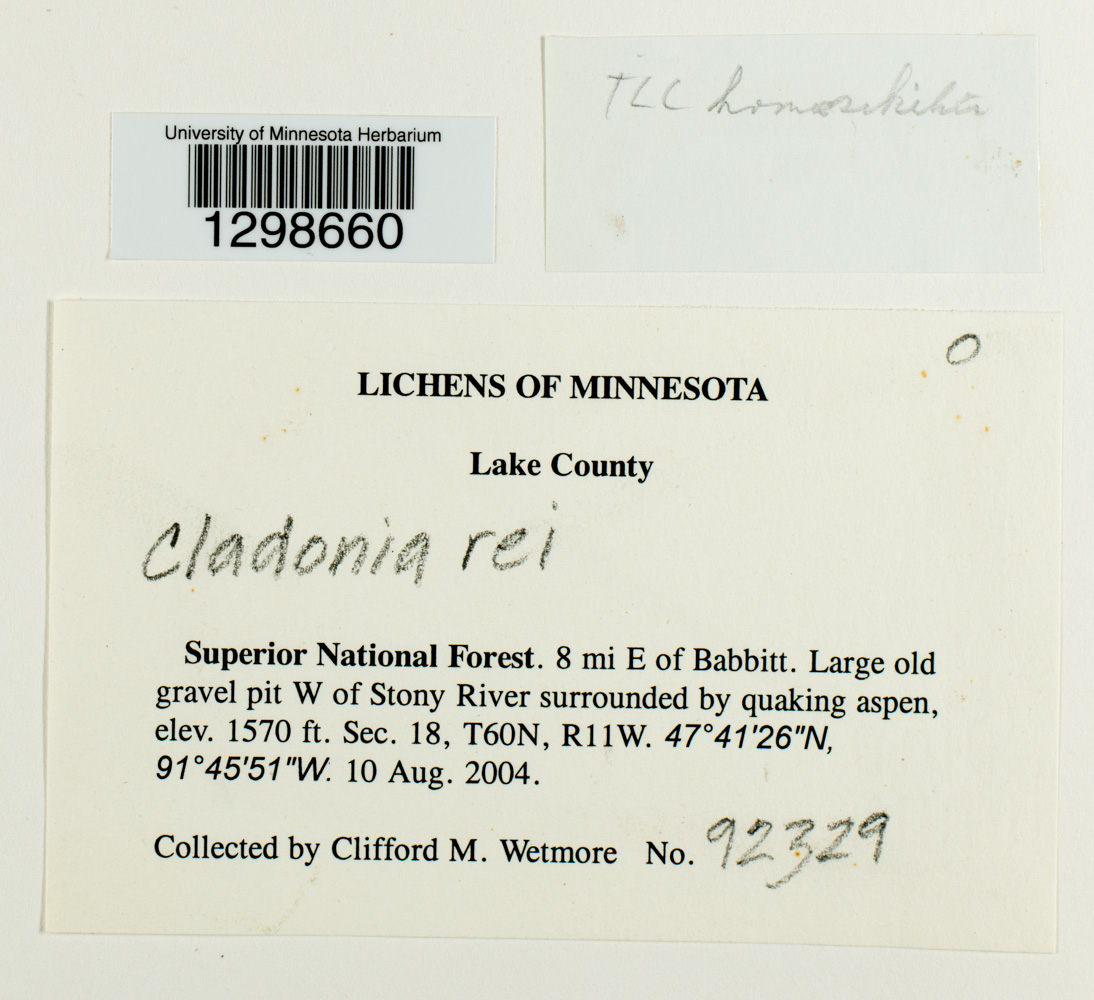 TLC homosekikaic
University of Minnesota Herbarium
1298660
O
LICHENS OF MINNESOTA
Lake County
Cladonia rei
Superior National Forest. 8 mi E of Babbitt. Large old
gravel pit W of Stony River surrounded by quaking aspen,
elev. 1570 ft. Sec. 18, T60N, R11W. 47°41'26"N,
91°45'51"W. 10 Aug. 2004.
Collected by Clifford M. Wetmore No. 92329